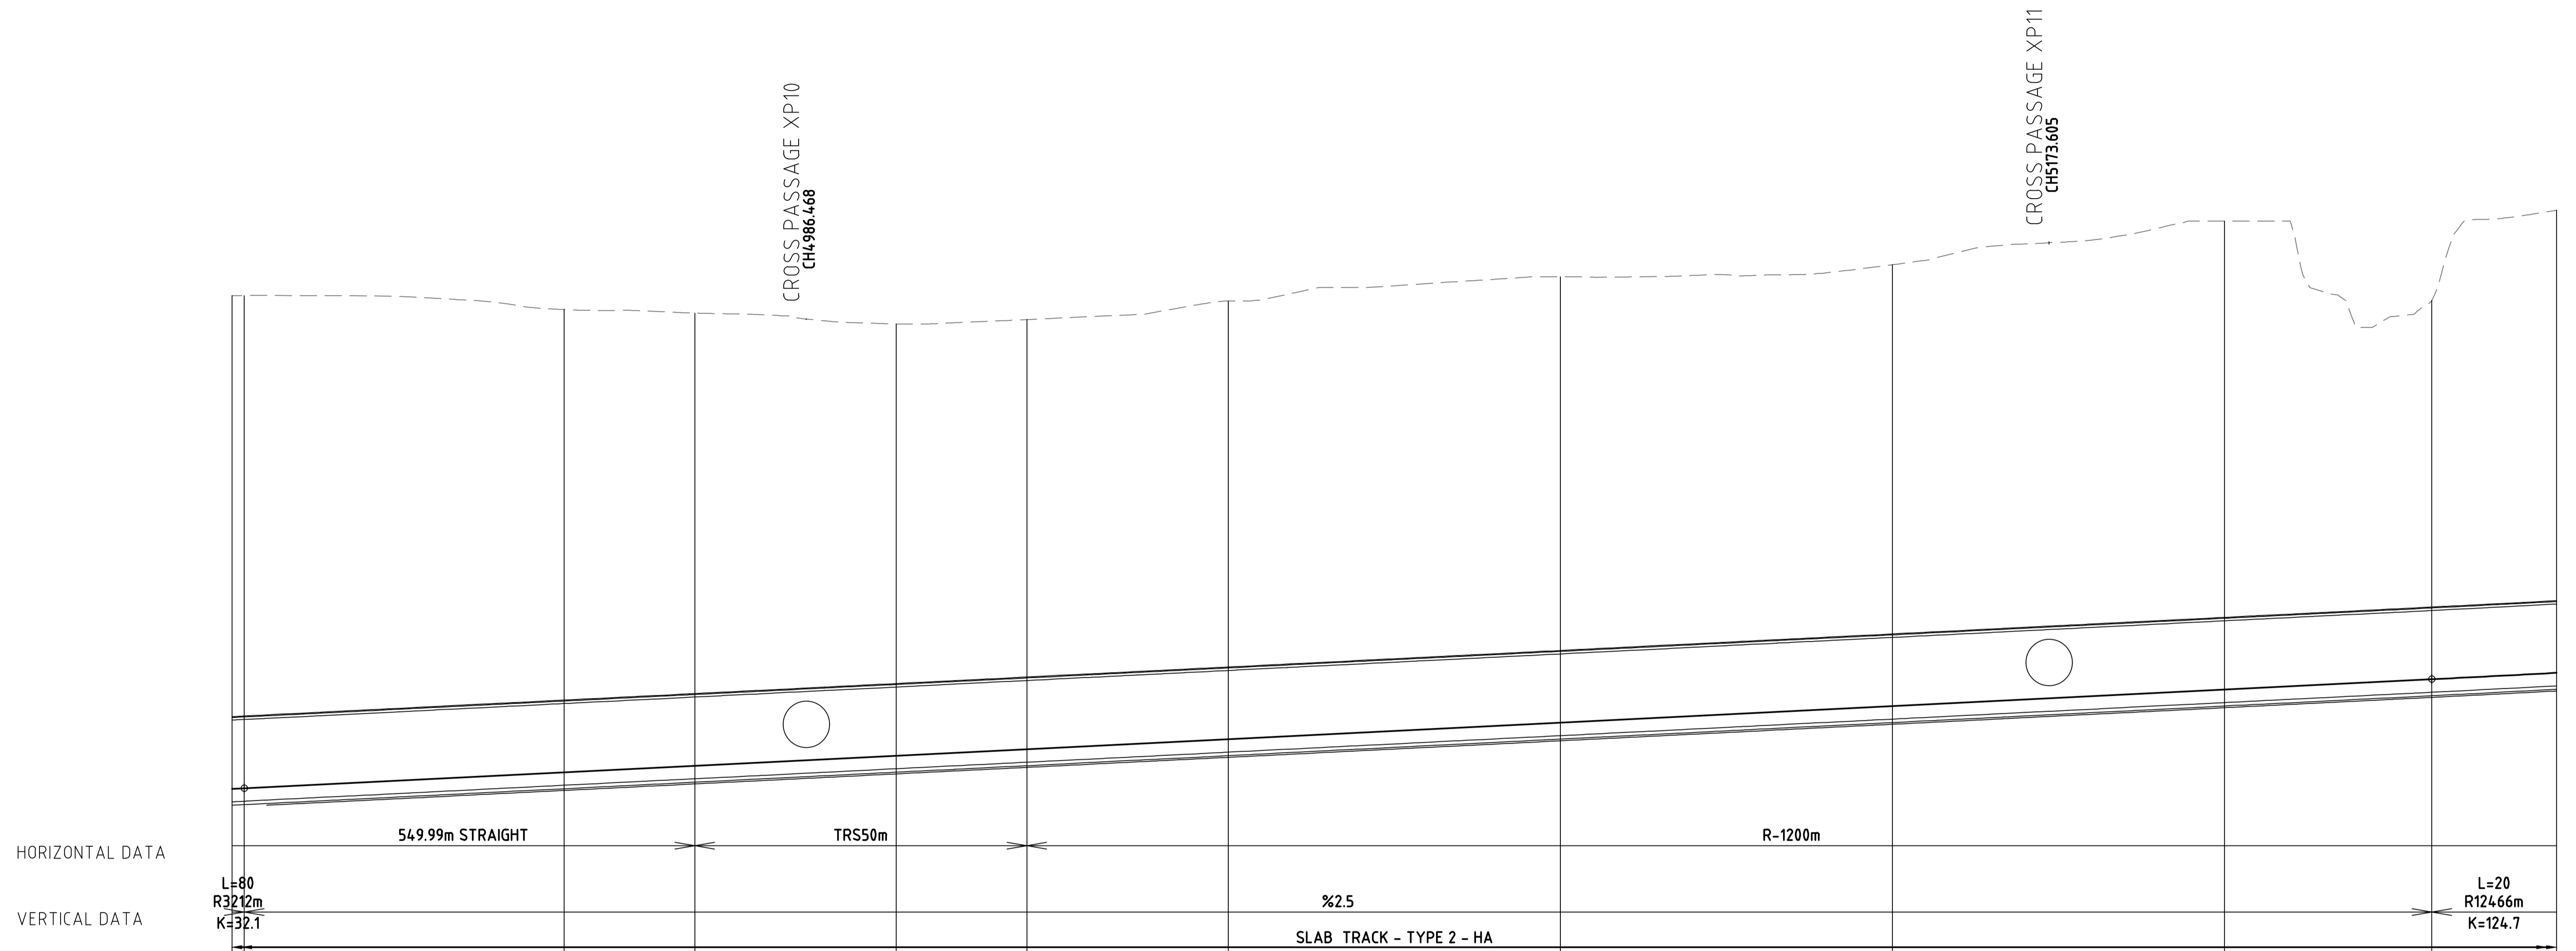 CROSS PASSAGE XP10
CH4986.468
CROSS PASSAGE XP11
CH5173.605
HORIZONTAL DATA
549.99m STRAIGHT
TRS50m
R-1200m
VERTICAL DATA
L=80
R3212m
K=32.1
%2.5
L=20
R12466m
K=124.7
SLAB TRACK - TYPE 2 - HA